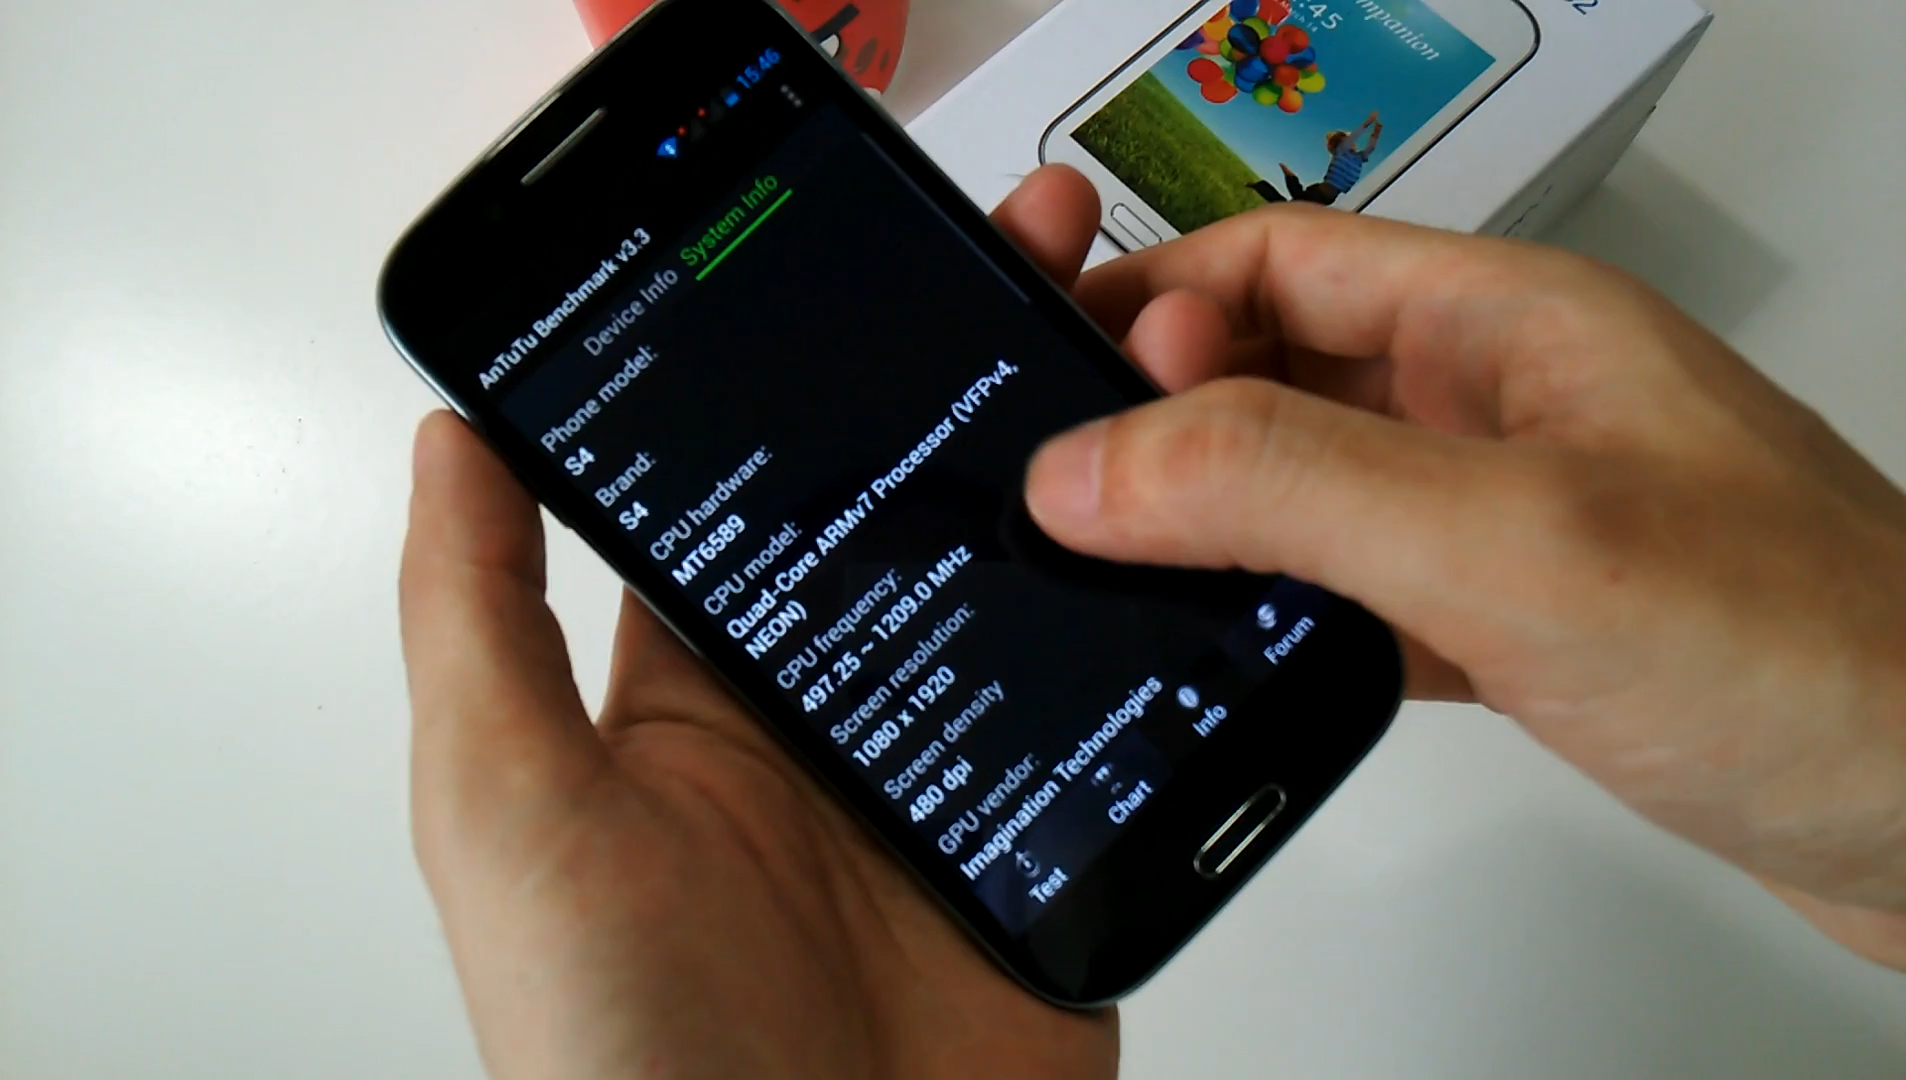 15:46
AnTuTu Benchmark v3.3
Device Info
System Info
Phone model:
S4
Brand:
S4
CPU hardware:
MT6589
CPU model:
Quad-Core ARMv7 Processor (VFPv4,
NEON)
CPU frequency:
497.25 ~ 1209.0 MHz
Screen resolution:
1080 x 1920
Screen density
480 dpi
GPU vendor:
Imagination Technologies
Test
Chart
Info
Forum
:45
mpanion